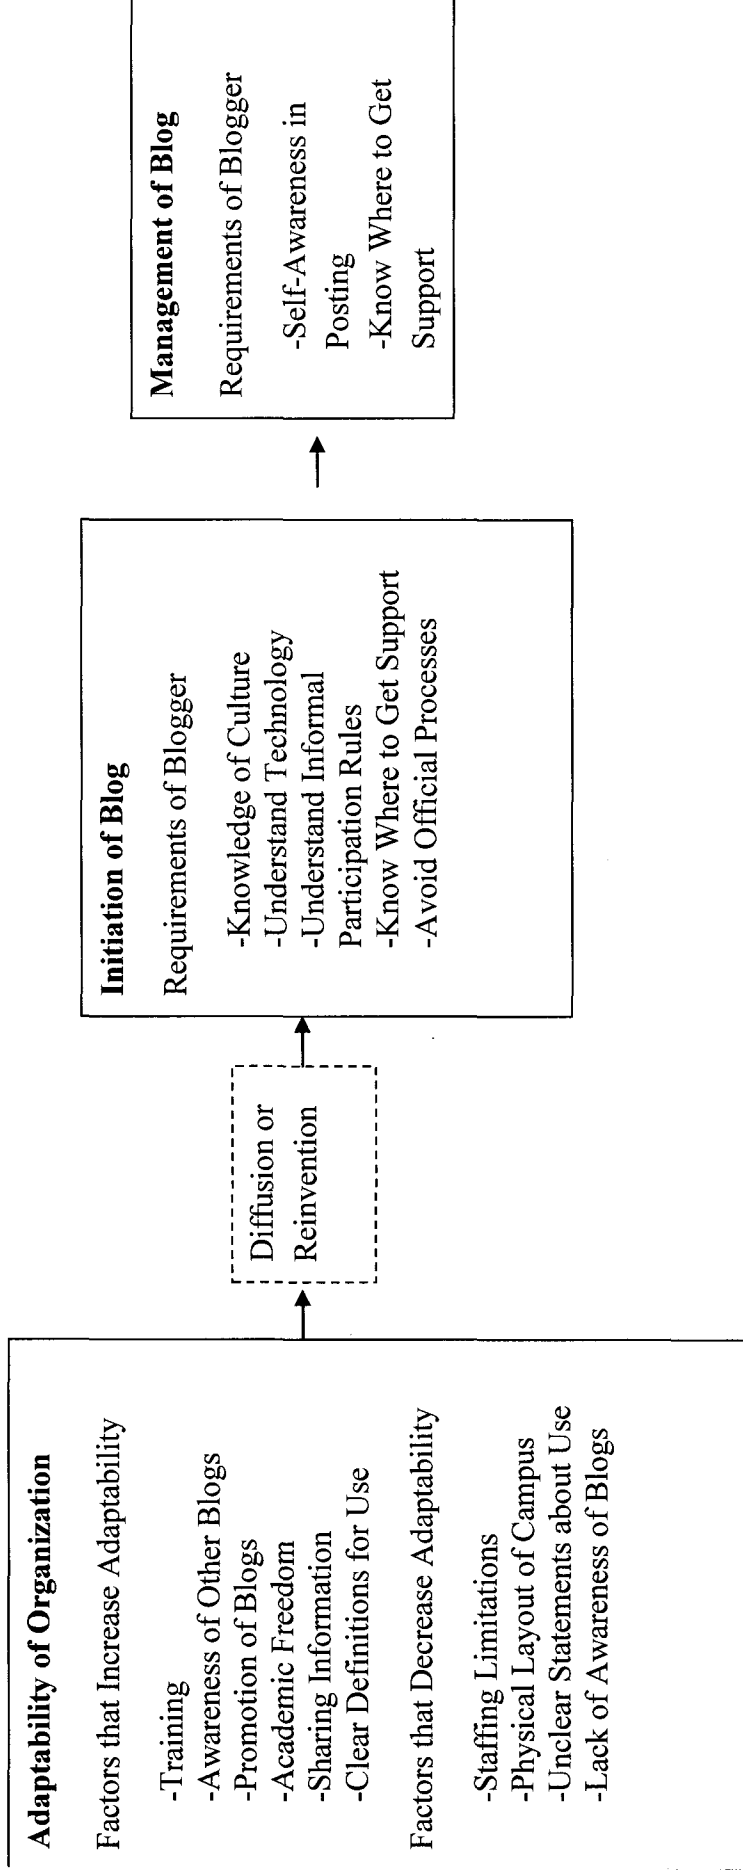 Adaptability of Organization
Factors that Increase Adaptability
-Training
-Awareness of Other Blogs
-Promotion of Blogs
-Academic Freedom
-Sharing Information
-Clear Definitions for Use
Factors that Decrease Adaptability
-Staffing Limitations
-Physical Layout of Campus
-Unclear Statements about Use
-Lack of Awareness of Blogs
Diffusion or
Reinvention
Initiation of Blog
Requirements of Blogger
-Knowledge of Culture
-Understand Technology
-Understand Informal
Participation Rules
-Know Where to Get Support
-Avoid Official Processes
Management of Blog
Requirements of Blogger
-Self-Awareness in
Posting
-Know Where to Get
Support